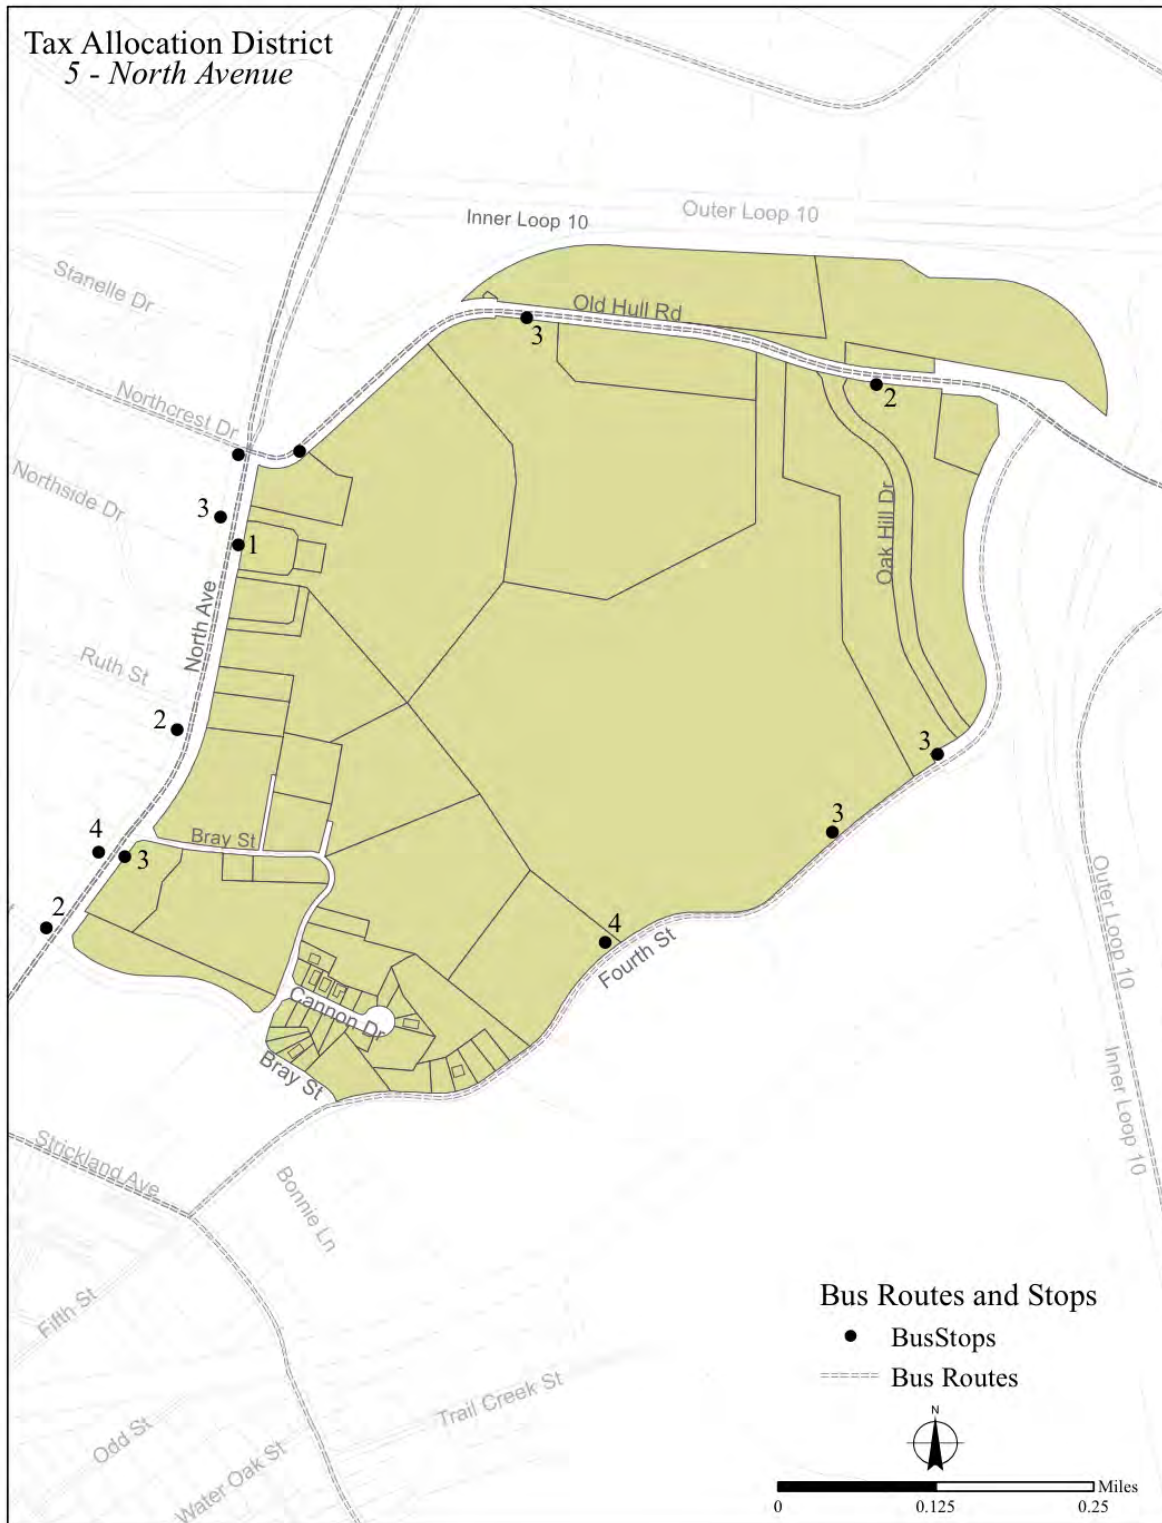 Tax Allocation District
5 - North Avenue
Inner Loop 10
Outer Loop 10
Stanelle Dr
Old Hull Rd
3
2
Northcrest Dr
Northside Dr
3
1
Oak Hill Dr
North Ave
Ruth St
2
3
3
4
3
Bray St
2
4
Fourth St
Outer Loop 10
Cannon Dr
Bray St
Inner Loop 10
Strickland Ave
Bonnie Ln
Fifth St
Bus Routes and Stops
BusStops
Bus Routes
Trail Creek St
Odd St
Water Oak St
N
Miles
0
0.125
0.25